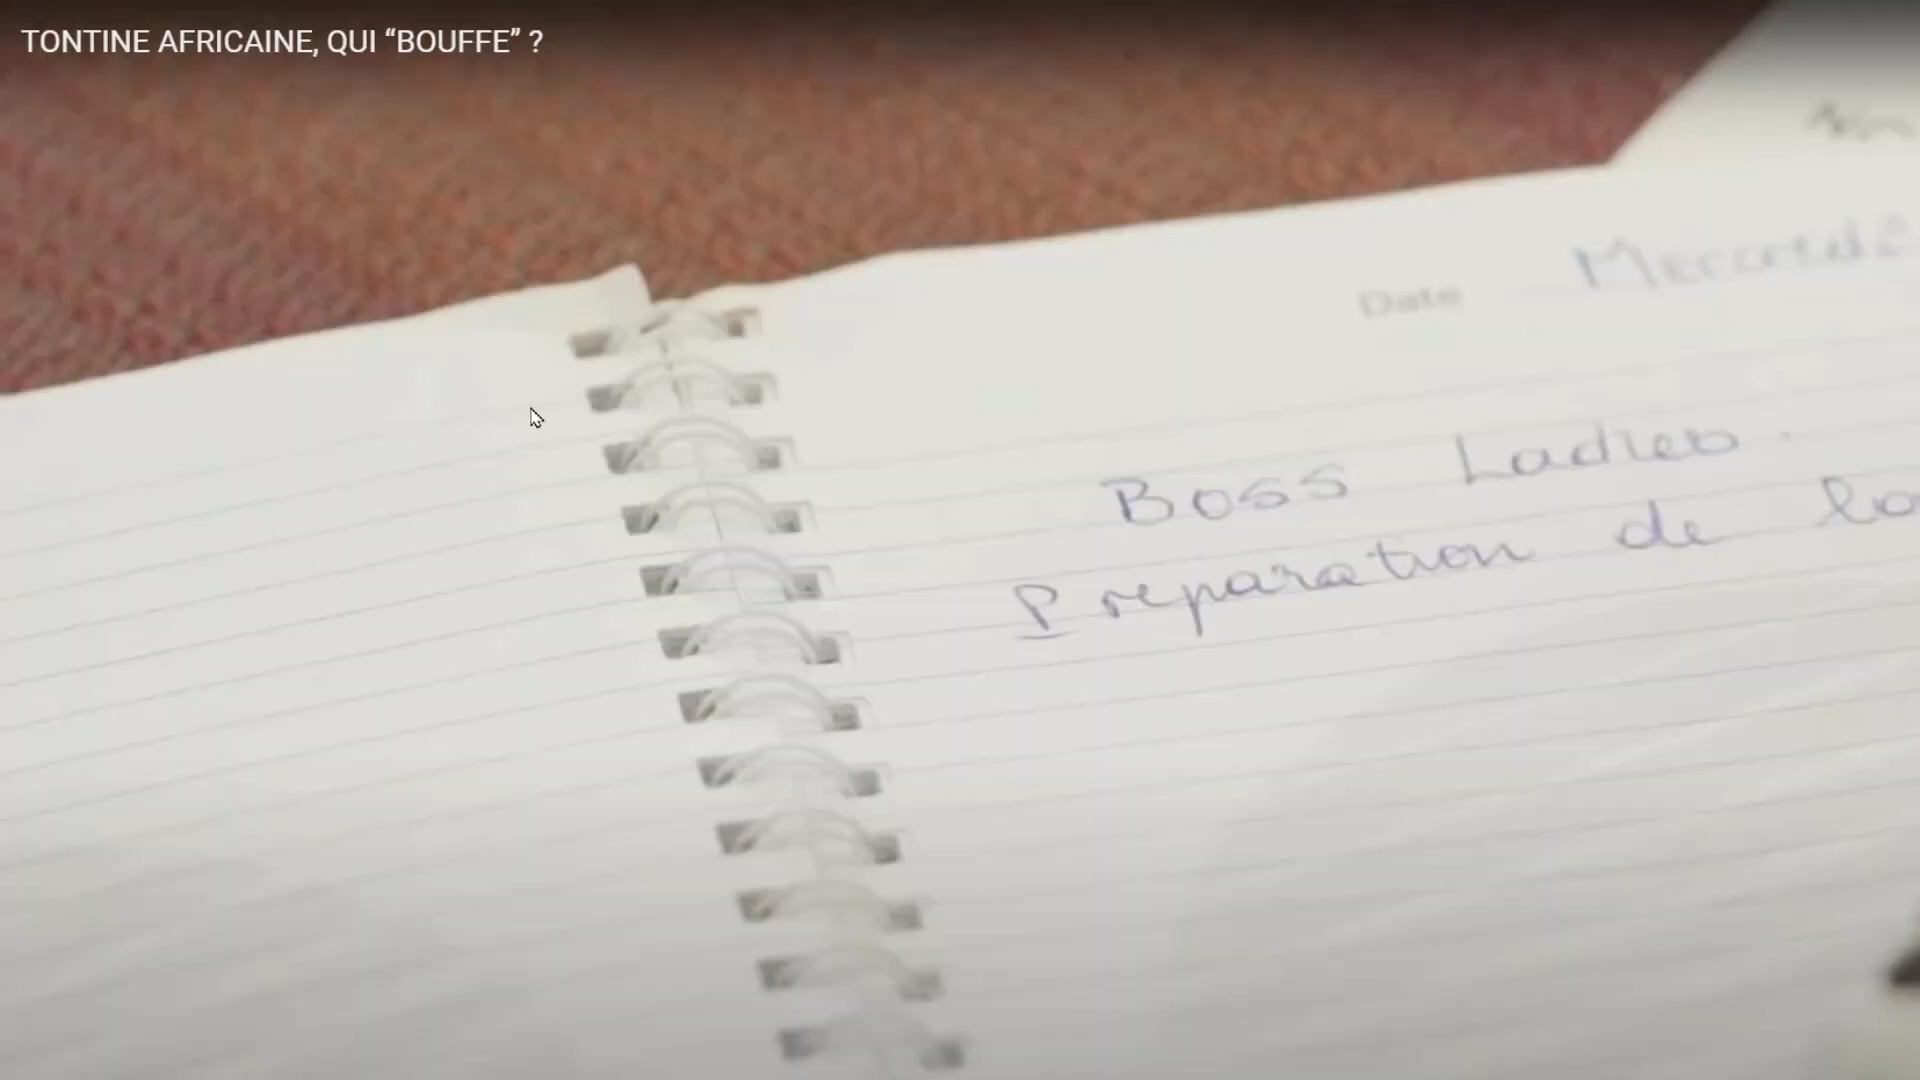 TONTINE AFRICAINE, QUI “BOUFFE” ?
Date
Boss Ladies.
Preparation de